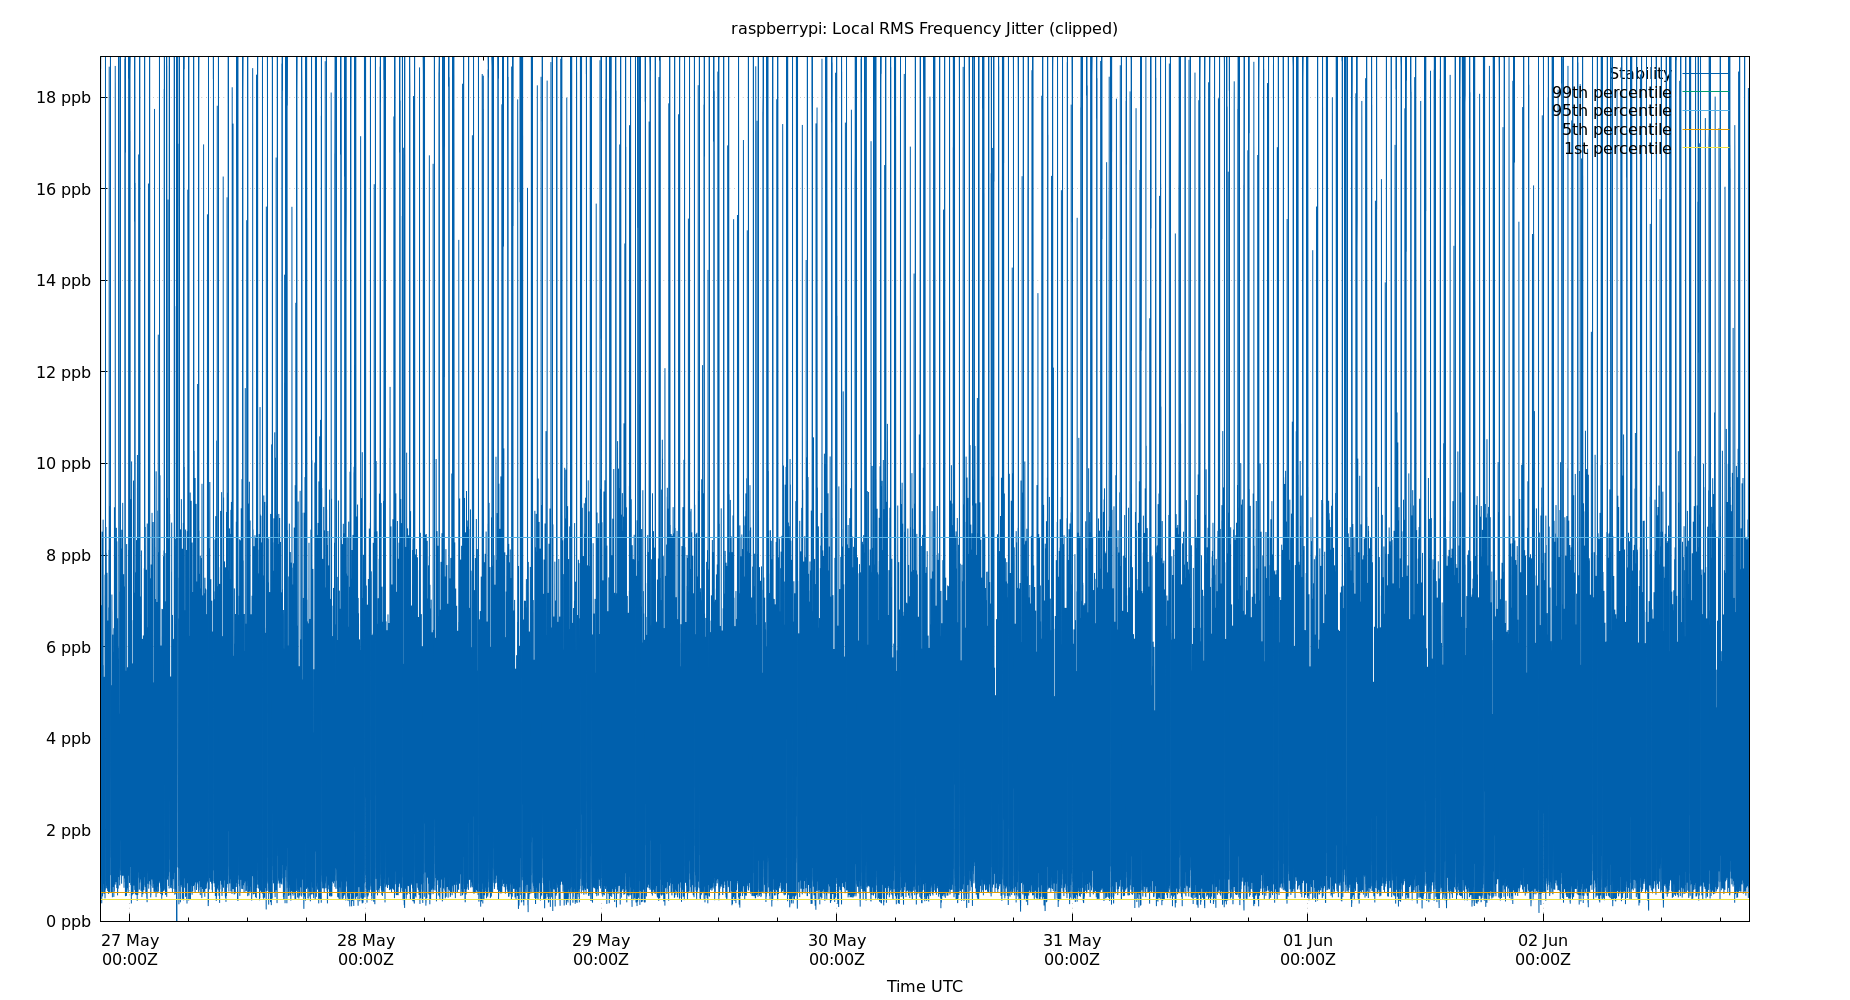 raspberrypi: Local RMS Frequency Jitter (clipped)
Stability
99th percentile
95th percentile
5th percentile
1st percentile
18 ppb
16 ppb
14 ppb
12 ppb
10 ppb
8 ppb
6 ppb
4 ppb
2 ppb
0 ppb
27 May 28 May 29 May 30 May 31 May 01 Jun 02 Jun
00:00Z 00:00Z 00:00Z 00:00Z 00:00Z 00:00Z 00:00Z
Time UTC